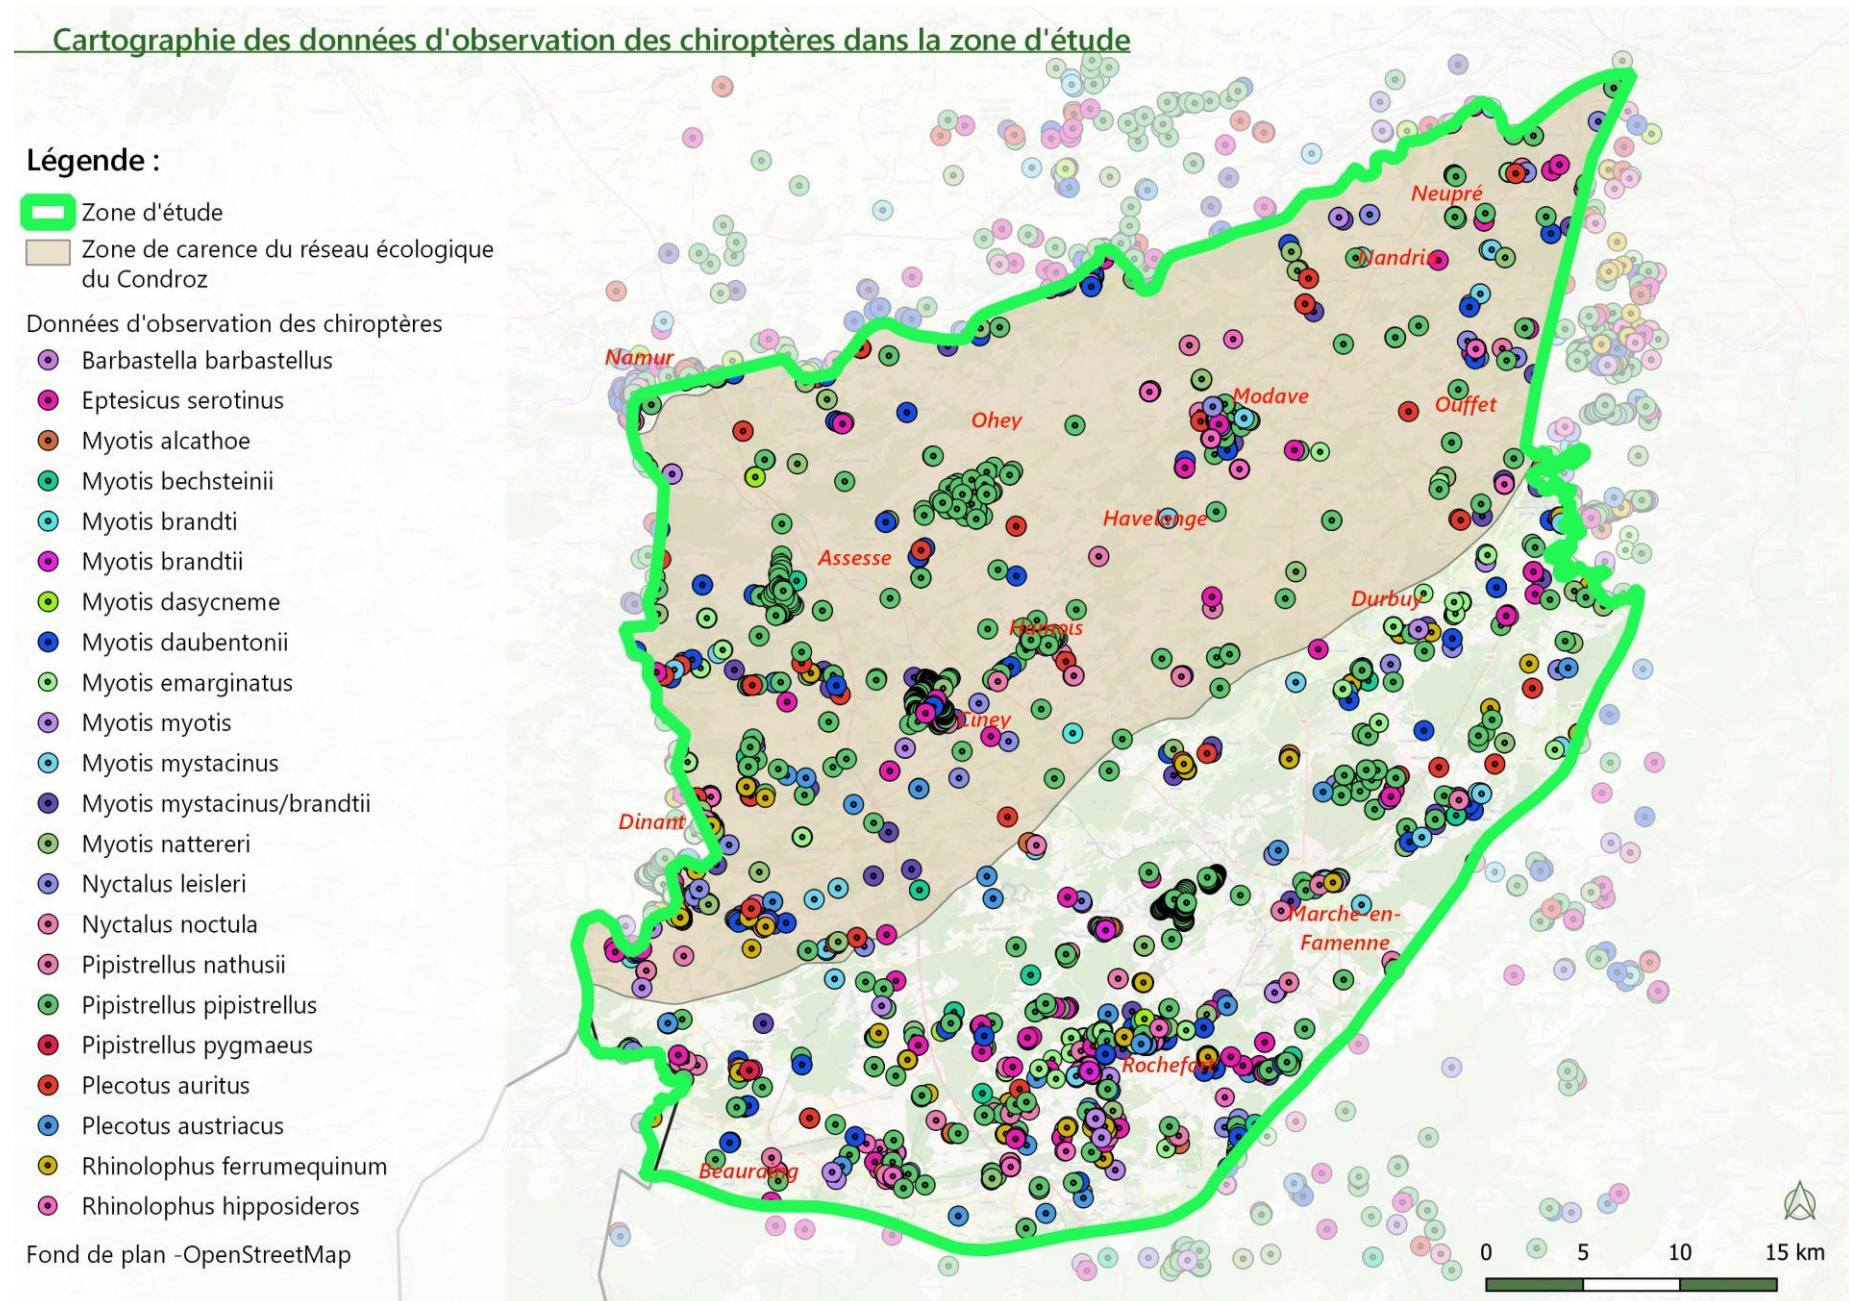 Cartographie des données d'observation des chiroptères dans la zone d'étude
Légende :
Zone d'étude
Zone de carence du réseau écologique
du Condroz
Données d'observation des chiroptères
Barbastella barbastellus
Eptesicus serotinus
Myotis alcathoe
Myotis bechsteinii
Myotis brandti
Myotis brandtii
Myotis dasycneme
Myotis daubentonii
Myotis emarginatus
Myotis myotis
Myotis mystacinus
Myotis mystacinus/brandtii
Myotis nattereri
Nyctalus leisleri
Nyctalus noctula
Pipistrellus nathusii
Pipistrellus pipistrellus
Pipistrellus pygmaeus
Plecotus auritus
Plecotus austriacus
Rhinolophus ferrumequinum
Rhinolophus hipposideros
Fond de plan -OpenStreetMap
Neupré
Nandrin
Namur
Modave
Ouffet
Ohey
Havelange
Assesse
Durbuy
Hamois
Ciney
Dinant
Marche-en-
Famenne
Rochefort
Beauraing
0 5 10 15 km